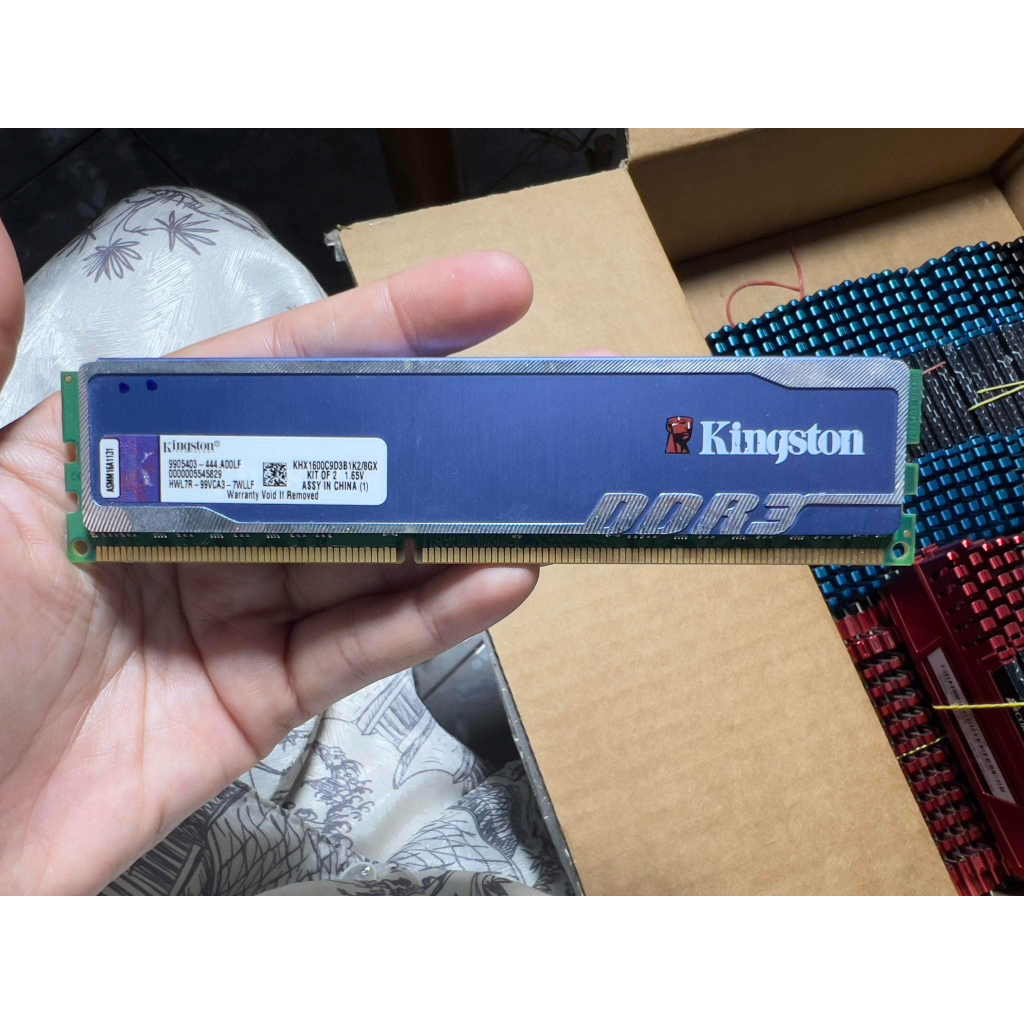 Kingston
DDR3
ASMM16A1131
Kingston®
9905403-444.A00LF
0000005545829
HWL7R-99VCA3-7WLLF
KHX1600C9D3B1K2/8GX
KIT OF 2 1.65V
ASSY IN CHINA (1)
Warranty Void If Removed